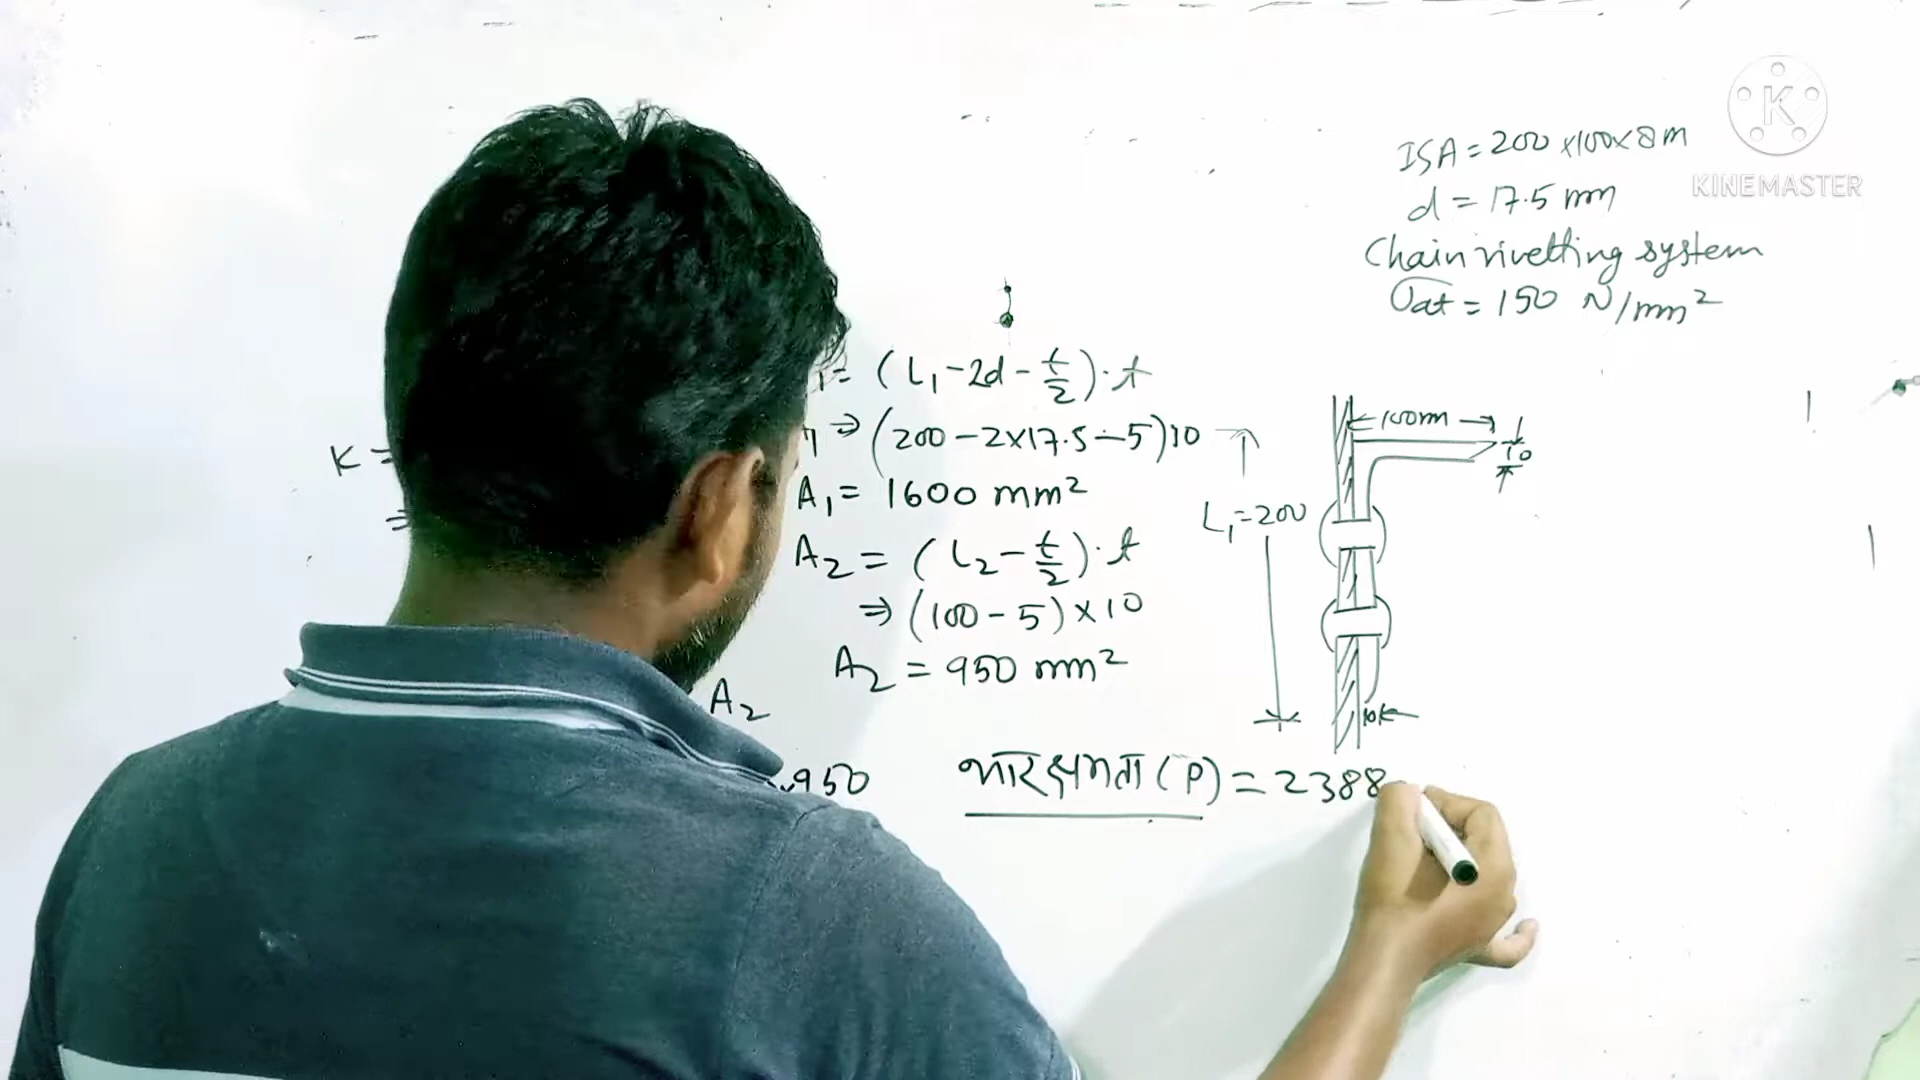 ISA = 200 x100x 8 m
d = 17.5 mm
Chain rivetting system
σat = 150 N/mm²
K
KINEMASTER
= (L₁-2d-t/2)·t
⇒ (200-2x17.5-5)10
A₁ = 1600 mm²
A₂ = (L₂-t/2)·t
⇒ (100-5)×10
A₂ = 950 mm²
K =
⇒
A₂
950
भारक्षमता (P) = 2388
100mm
10
L₁=200
10